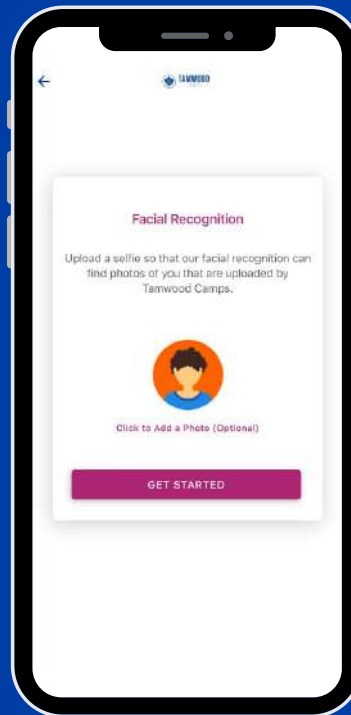 TAMWOOD
Facial Recognition
Upload a selfie so that our facial recognition can
find photos of you that are uploaded by
Tamwood Camps.
Click to Add a Photo (Optional)
GET STARTED